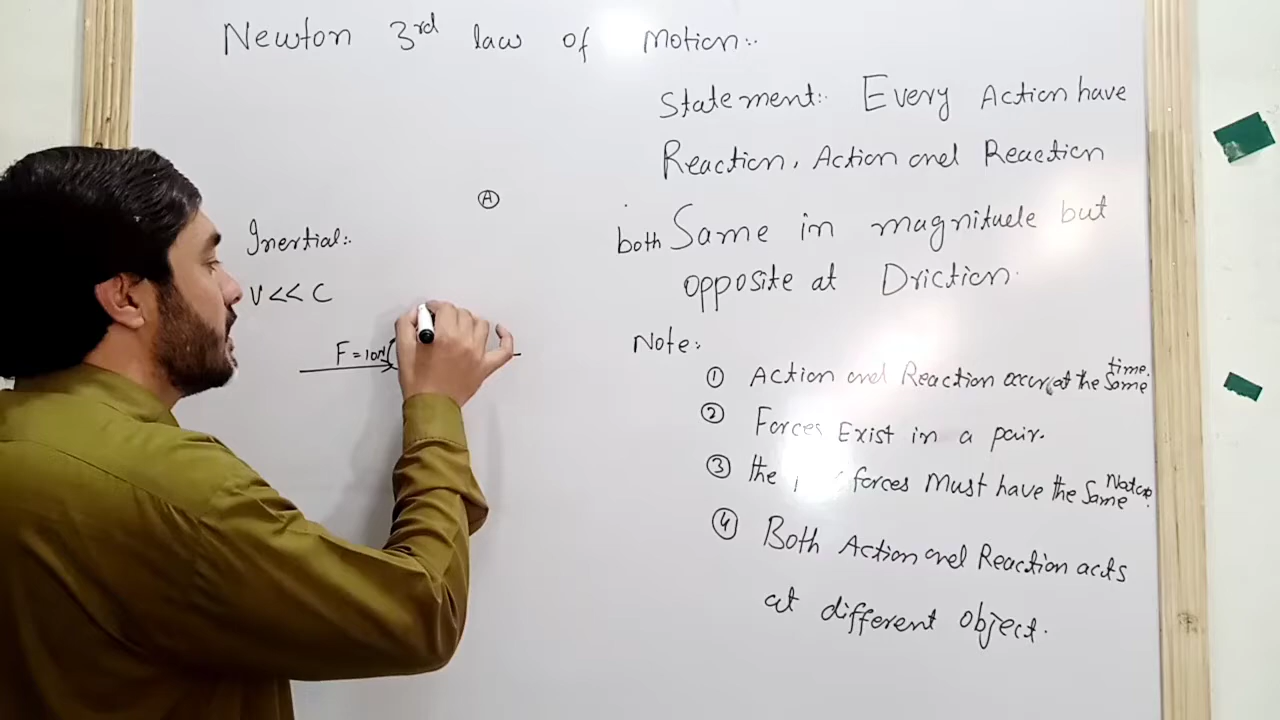 Newton 3rd law of Motion:.
Statement:. Every Action have
Reaction. Action and Reaction
both Same in magnitude but
opposite at Driction.
A
Inertial:.
V << C
F = 10N
Note:
① Action and Reaction occur at the Same time.
② Forces Exist in a pair.
③ the forces Must have the Same
④ Both Action and Reaction acts
at different object.